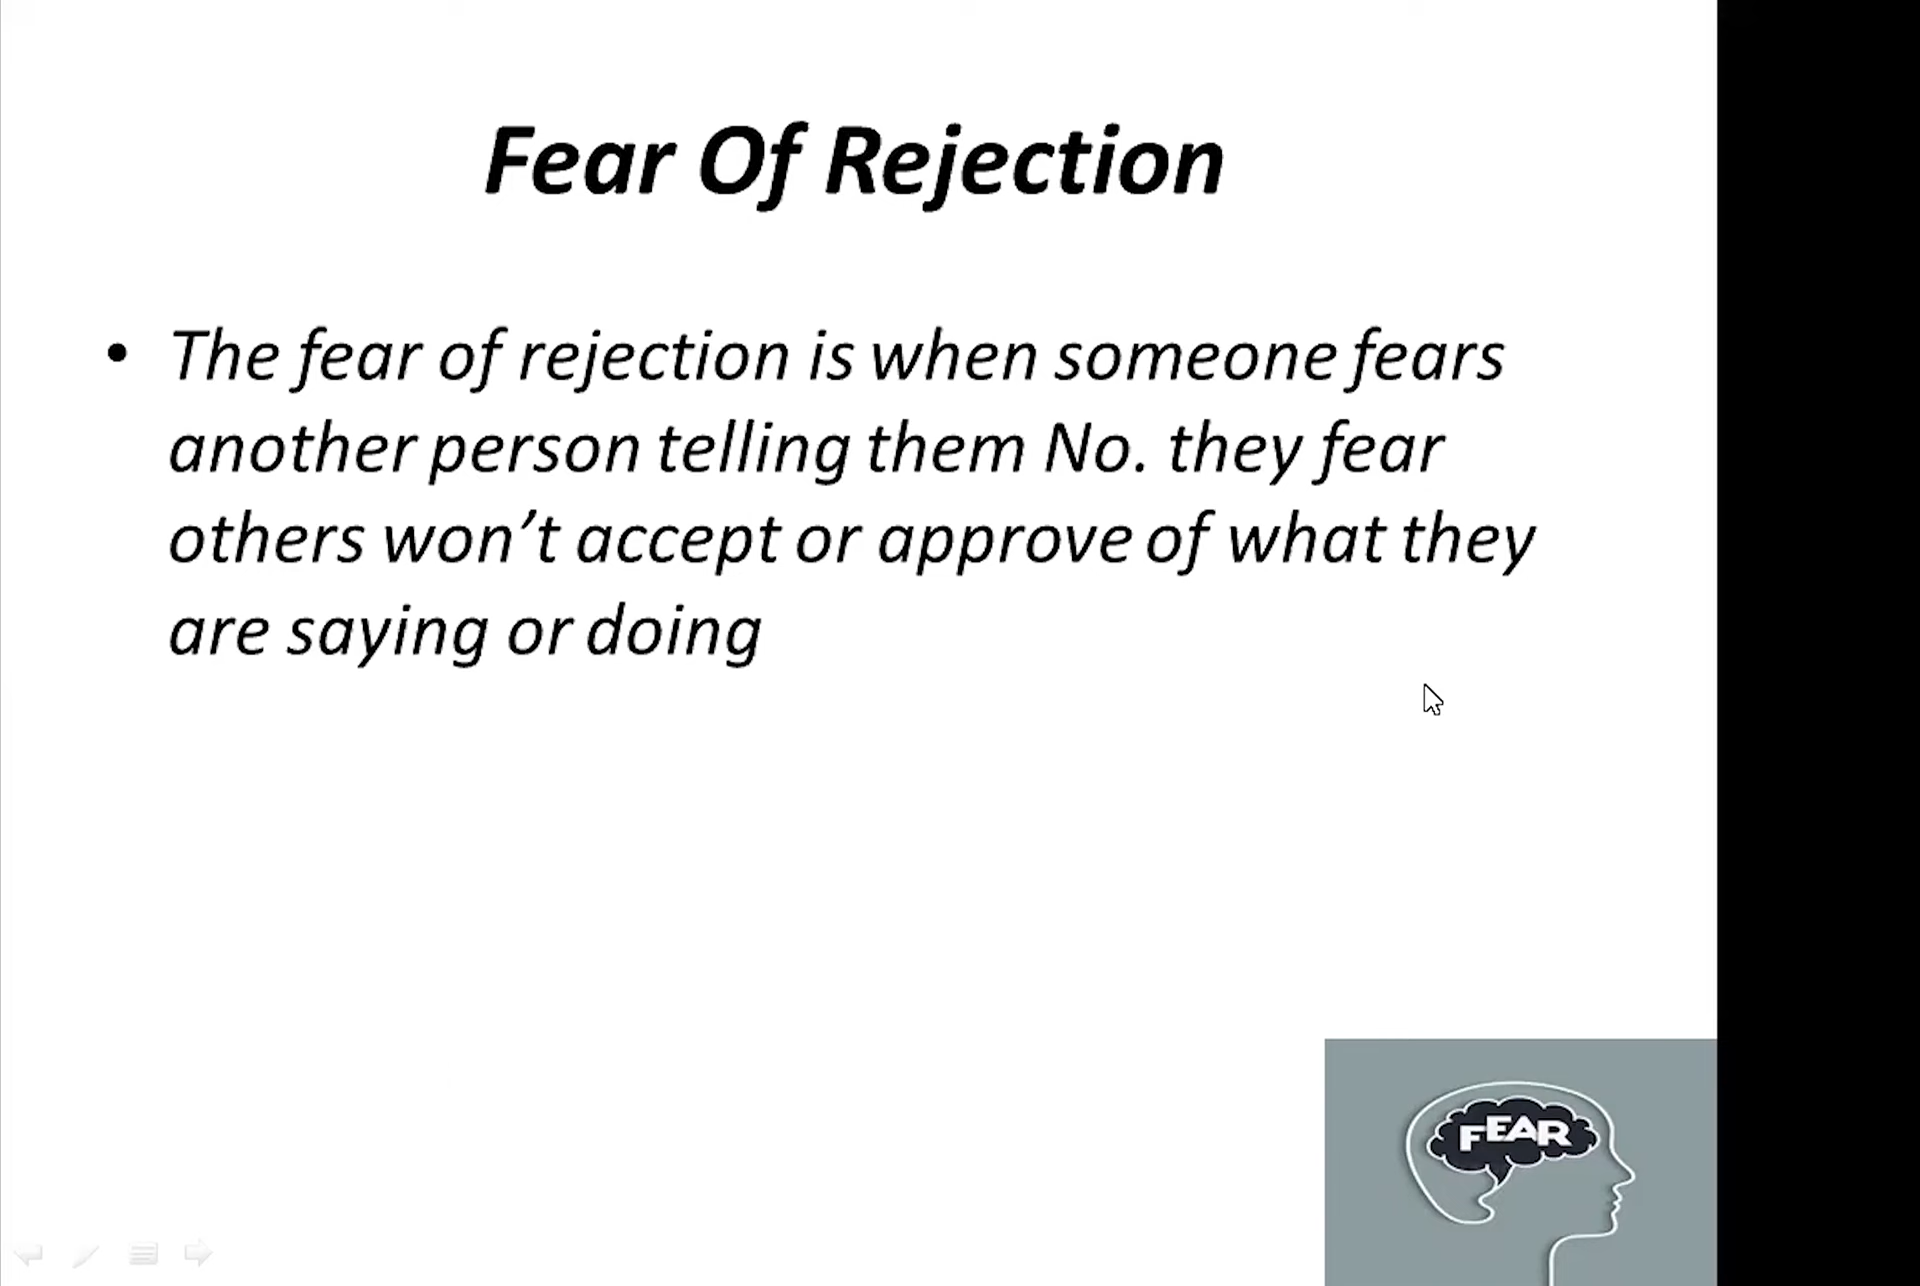 Fear Of Rejection
• The fear of rejection is when someone fears
another person telling them No. they fear
others won’t accept or approve of what they
are saying or doing
FEAR